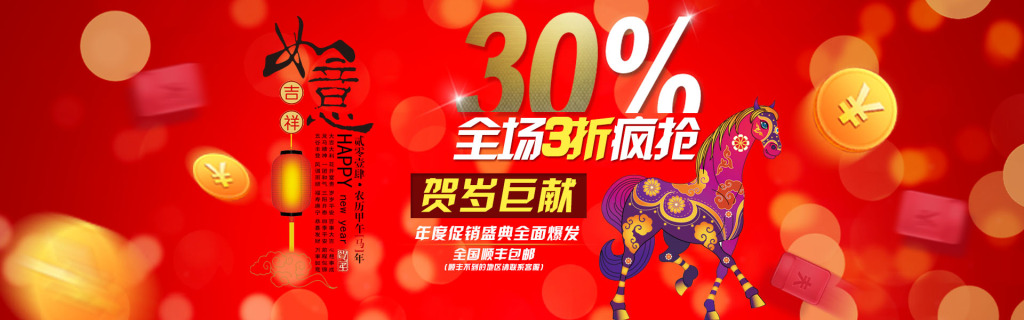 如意
吉祥
HAPPY new year
贰零壹肆·农历甲午(马)年
贺年
30%
全场3折疯抢
贺岁巨献
年度促销盛典全面爆发
全国顺丰包邮
(顺丰不到的地区请联系客服)